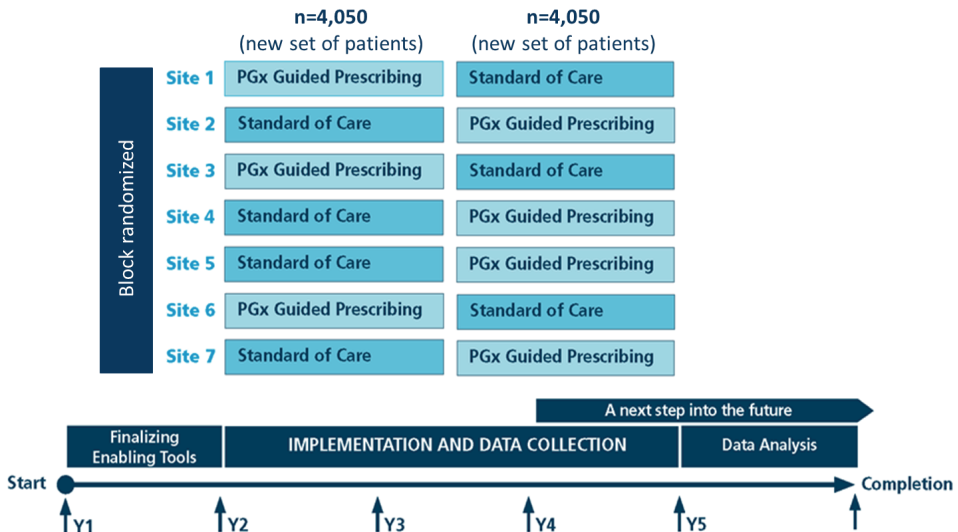 n=4,050
(new set of patients)
n=4,050
(new set of patients)
Block randomized
Site 1
PGx Guided Prescribing
Standard of Care
Site 2
Standard of Care
PGx Guided Prescribing
Site 3
PGx Guided Prescribing
Standard of Care
Site 4
Standard of Care
PGx Guided Prescribing
Site 5
Standard of Care
PGx Guided Prescribing
Site 6
PGx Guided Prescribing
Standard of Care
Site 7
Standard of Care
PGx Guided Prescribing
A next step into the future
Finalizing
Enabling Tools
IMPLEMENTATION AND DATA COLLECTION
Data Analysis
Start
Completion
Y1
Y2
Y3
Y4
Y5